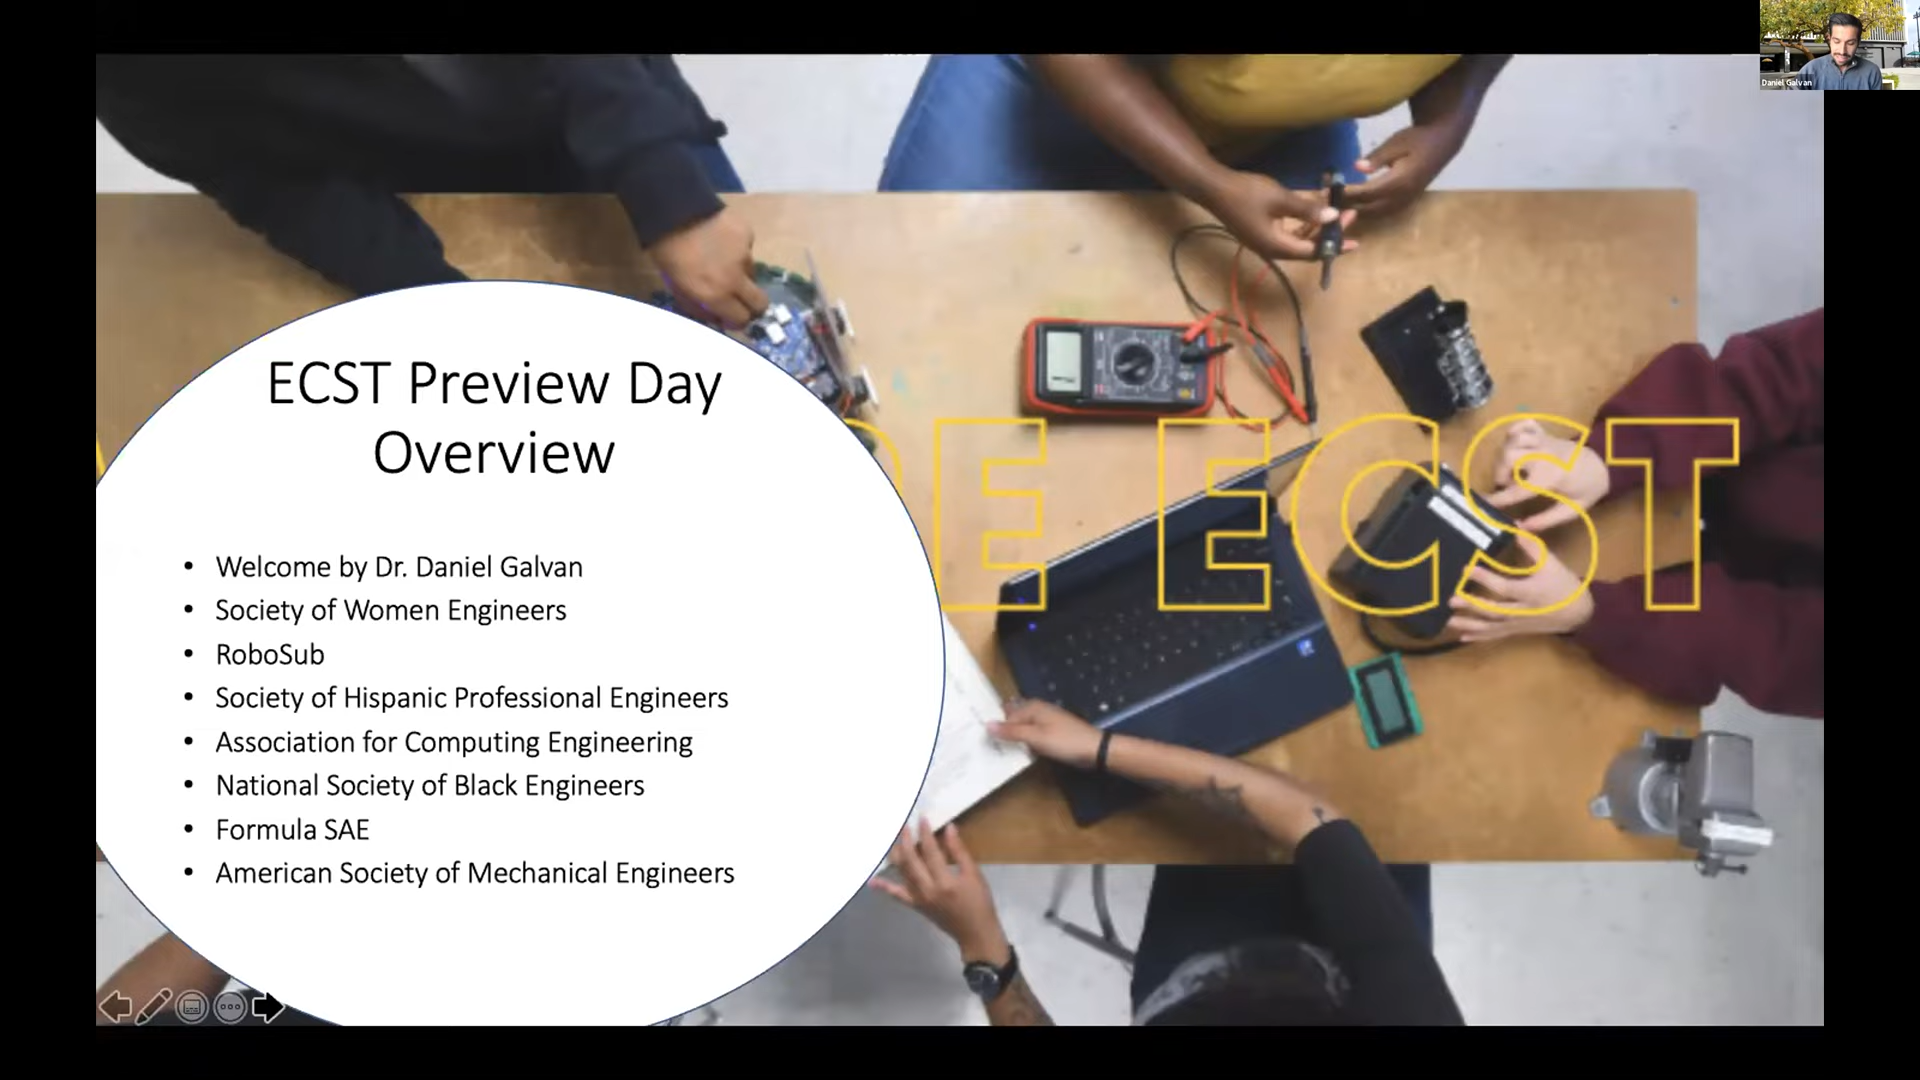 Daniel Galvan
ECST Preview Day
Overview
• Welcome by Dr. Daniel Galvan
• Society of Women Engineers
• RoboSub
• Society of Hispanic Professional Engineers
• Association for Computing Engineering
• National Society of Black Engineers
• Formula SAE
• American Society of Mechanical Engineers
ECST